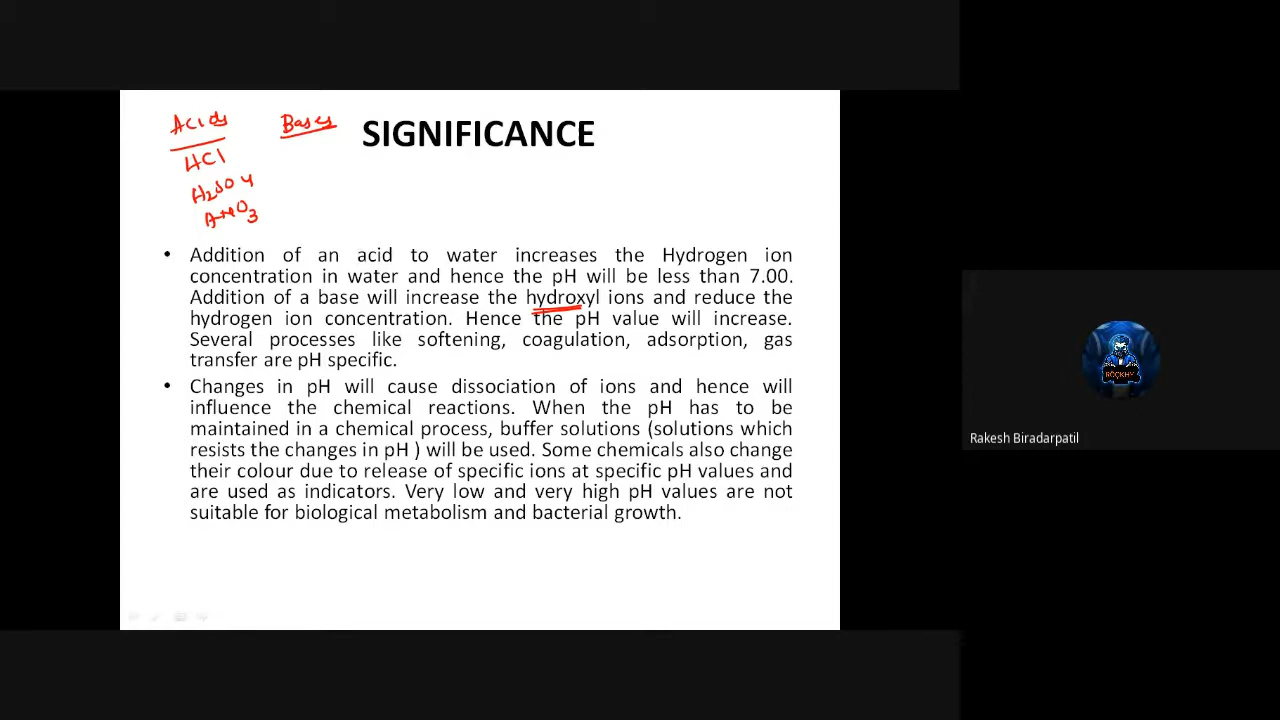 Acids Bases SIGNIFICANCE
HCl
H2SO4
HNO3
• Addition of an acid to water increases the Hydrogen ion
concentration in water and hence the pH will be less than 7.00.
Addition of a base will increase the hydroxyl ions and reduce the
hydrogen ion concentration. Hence the pH value will increase.
Several processes like softening, coagulation, adsorption, gas
transfer are pH specific.
• Changes in pH will cause dissociation of ions and hence will
influence the chemical reactions. When the pH has to be
maintained in a chemical process, buffer solutions (solutions which
resists the changes in pH ) will be used. Some chemicals also change
their colour due to release of specific ions at specific pH values and
are used as indicators. Very low and very high pH values are not
suitable for biological metabolism and bacterial growth.
ROCKHY
Rakesh Biradarpatil